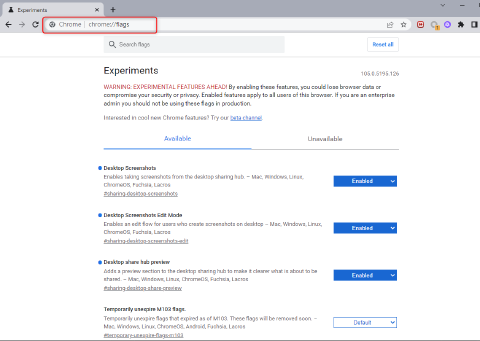 Experiments
Chrome | chrome://flags
Search flags
Reset all
Experiments
105.0.5195.126
WARNING: EXPERIMENTAL FEATURES AHEAD! By enabling these features, you could lose browser data or
compromise your security or privacy. Enabled features apply to all users of this browser. If you are an enterprise
admin you should not be using these flags in production.
Interested in cool new Chrome features? Try our beta channel.
Available
Unavailable
Desktop Screenshots
Enables taking screenshots from the desktop sharing hub. – Mac, Windows, Linux,
ChromeOS, Fuchsia, Lacros
#sharing-desktop-screenshots
Enabled
Desktop Screenshots Edit Mode
Enables an edit flow for users who create screenshots on desktop – Mac, Windows, Linux,
ChromeOS, Fuchsia, Lacros
#sharing-desktop-screenshots-edit
Enabled
Desktop share hub preview
Adds a preview section to the desktop sharing hub to make it clearer what is about to be
shared. – Mac, Windows, Linux, ChromeOS, Fuchsia, Lacros
#sharing-desktop-share-preview
Enabled
Temporarily unexpire M103 flags.
Temporarily unexpire flags that expired as of M103. These flags will be removed soon. –
Mac, Windows, Linux, ChromeOS, Android, Fuchsia, Lacros
#temporary-unexpire-flags-m103
Default